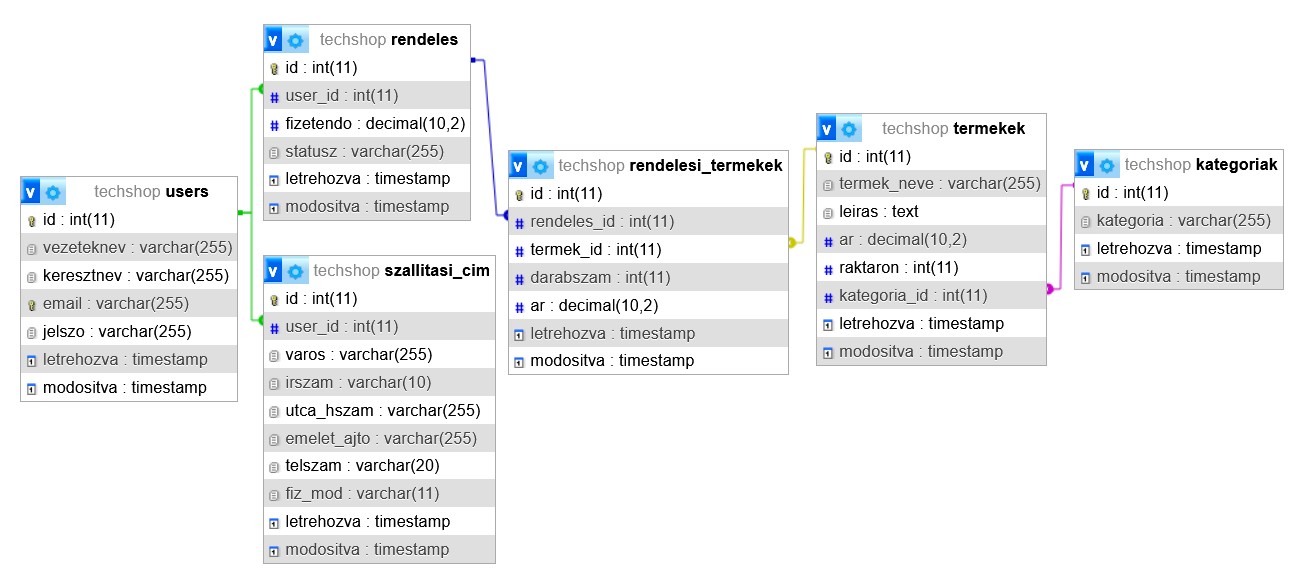 techshop users
id : int(11)
vezeteknev : varchar(255)
keresztnev : varchar(255)
email : varchar(255)
jelszo : varchar(255)
letrehozva : timestamp
modositva : timestamp
techshop rendeles
id : int(11)
user_id : int(11)
fizetendo : decimal(10,2)
statusz : varchar(255)
letrehozva : timestamp
modositva : timestamp
techshop szallitasi_cim
id : int(11)
user_id : int(11)
varos : varchar(255)
irszam : varchar(10)
utca_hszam : varchar(255)
emelet_ajto : varchar(255)
telszam : varchar(20)
fiz_mod : varchar(11)
letrehozva : timestamp
modositva : timestamp
techshop rendelesi_termekek
id : int(11)
rendeles_id : int(11)
termek_id : int(11)
darabszam : int(11)
ar : decimal(10,2)
letrehozva : timestamp
modositva : timestamp
techshop termekek
id : int(11)
termek_neve : varchar(255)
leiras : text
ar : decimal(10,2)
raktaron : int(11)
kategoria_id : int(11)
letrehozva : timestamp
modositva : timestamp
techshop kategoriak
id : int(11)
kategoria : varchar(255)
letrehozva : timestamp
modositva : timestamp